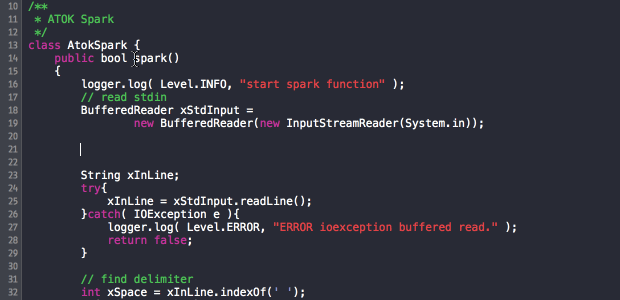 10 /**
11  * ATOK Spark
12  */
13 class AtokSpark {
14     public bool spark()
15     {
16         logger.log( Level.INFO, "start spark function" );
17         // read stdin
18         BufferedReader xStdInput =
19                 new BufferedReader(new InputStreamReader(System.in));
20
21
22
23         String xInLine;
24         try{
25             xInLine = xStdInput.readLine();
26         }catch( IOException e ){
27             logger.log( Level.ERROR, "ERROR ioexception buffered read." );
28             return false;
29         }
30
31         // find delimiter
32         int xSpace = xInLine.indexOf(' ');